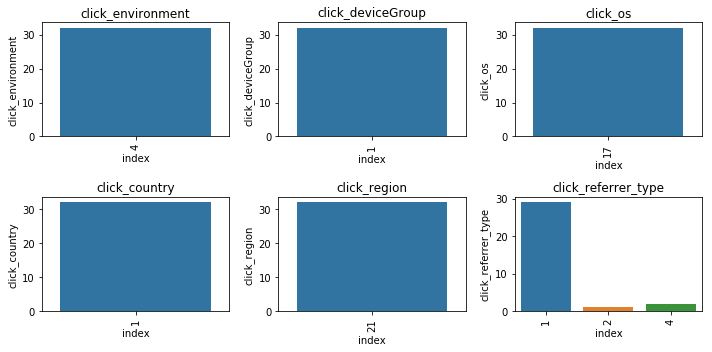 click_environment
click_environment
30
20
10
0
4
index
click_deviceGroup
click_deviceGroup
30
20
10
0
1
index
click_os
click_os
30
20
10
0
17
index
click_country
click_country
30
20
10
0
1
index
click_region
click_region
30
20
10
0
21
index
click_referrer_type
click_referrer_type
30
20
10
0
1
2
4
index